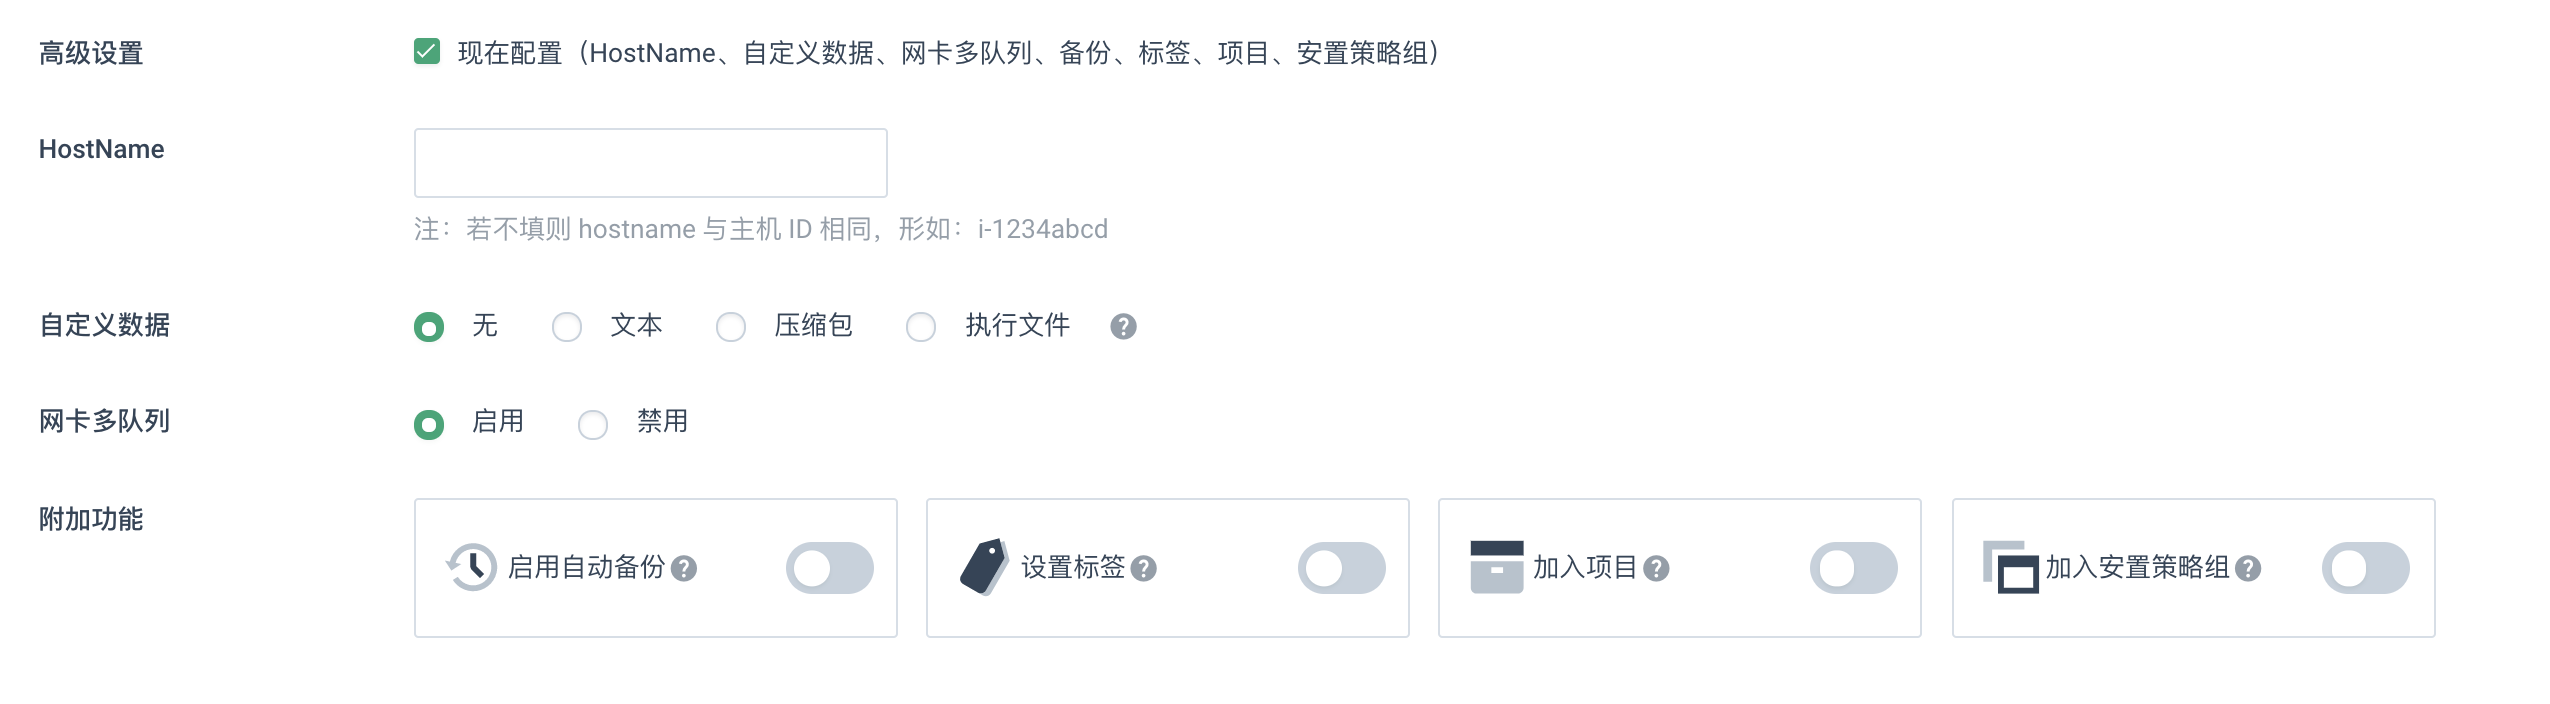 高级设置
现在配置（HostName、自定义数据、网卡多队列、备份、标签、项目、安置策略组）
HostName
注：若不填则 hostname 与主机 ID 相同，形如：i-1234abcd
自定义数据 无 文本 压缩包 执行文件 ?
网卡多队列 启用 禁用
附加功能
启用自动备份 ? 设置标签 ? 加入项目 ? 加入安置策略组 ?